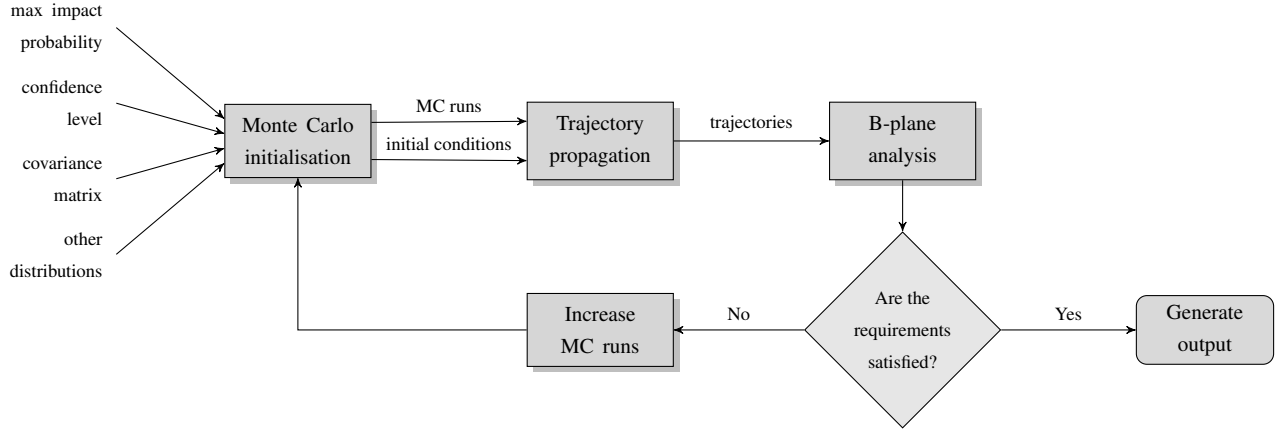 max impact
probability
confidence
level
covariance
matrix
other
distributions
Monte Carlo
initialisation
MC runs
initial conditions
Trajectory
propagation
trajectories
B-plane
analysis
Are the
requirements
satisfied?
No
Increase
MC runs
Yes
Generate
output